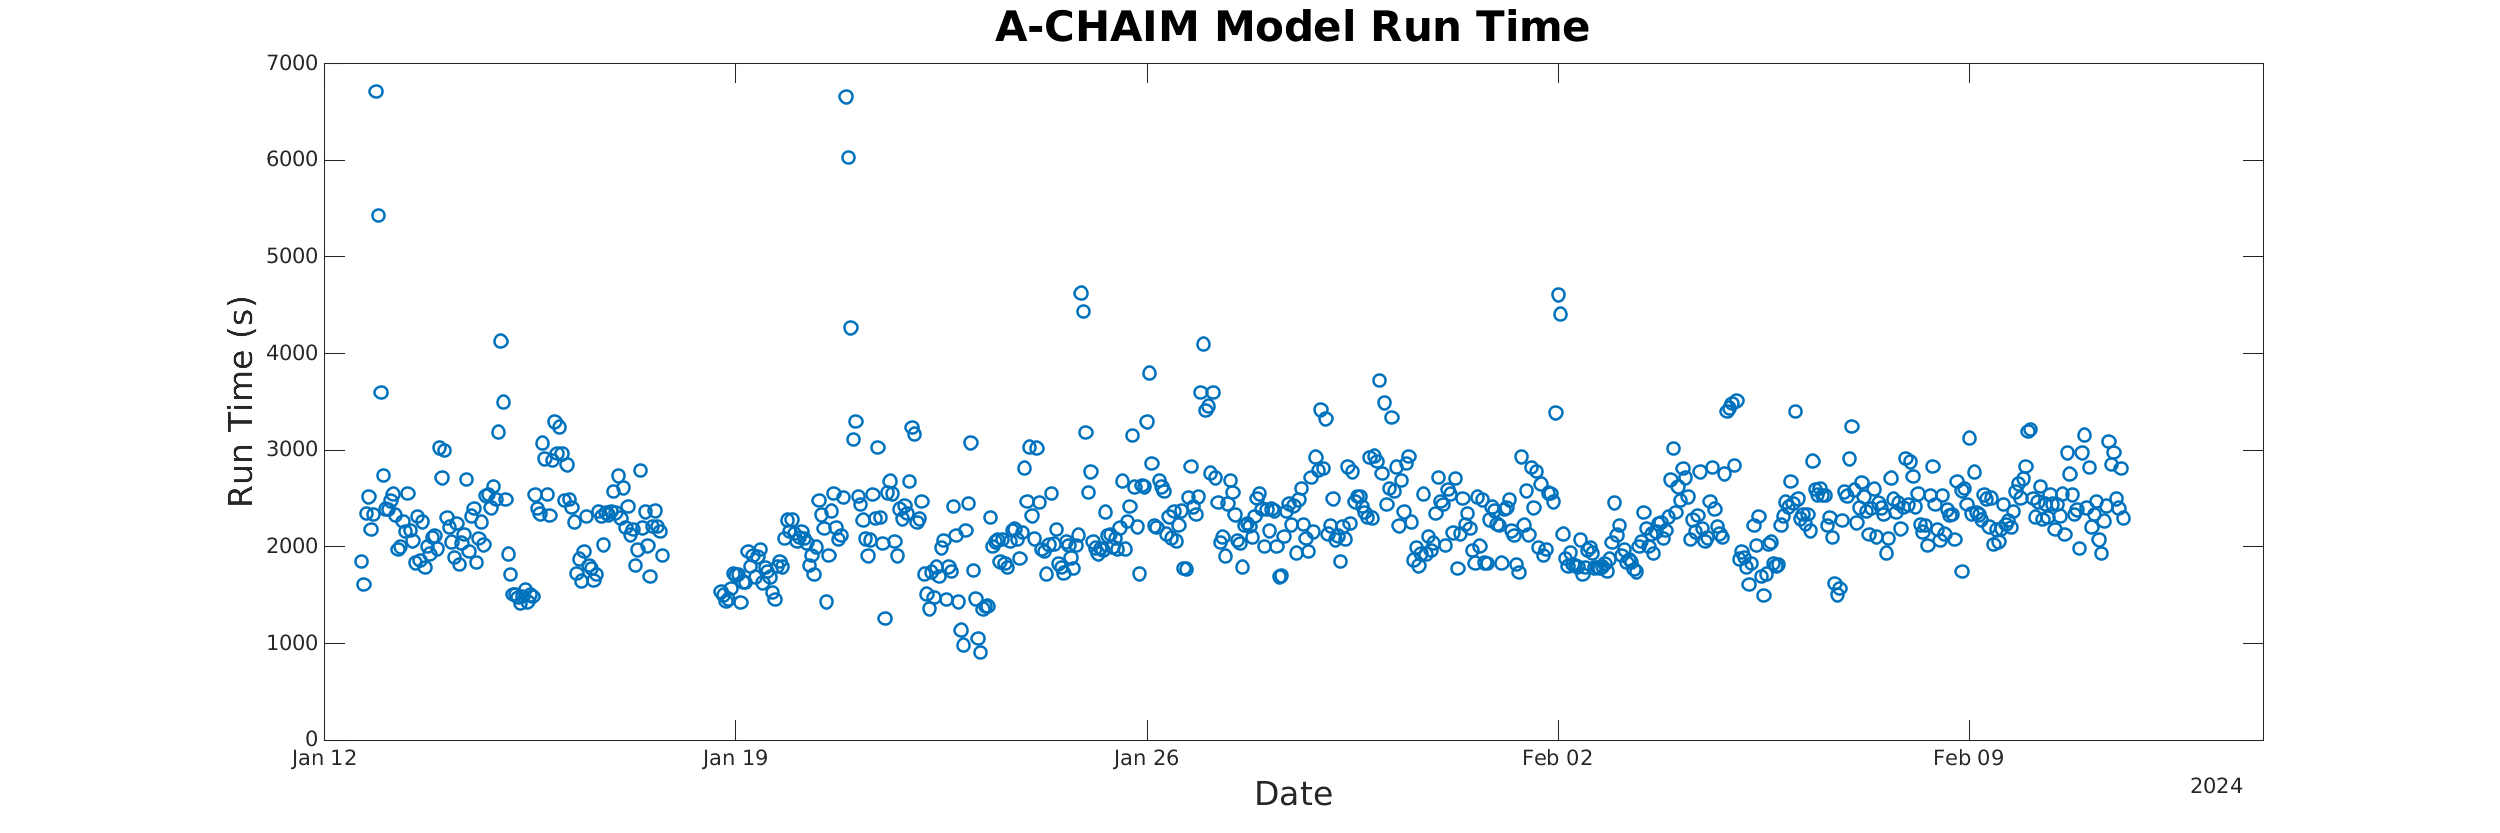 A-CHAIM Model Run Time
7000
6000
5000
4000
3000
2000
1000
0
Run Time (s)
Jan 12
Jan 19
Jan 26
Feb 02
Feb 09
Date
2024